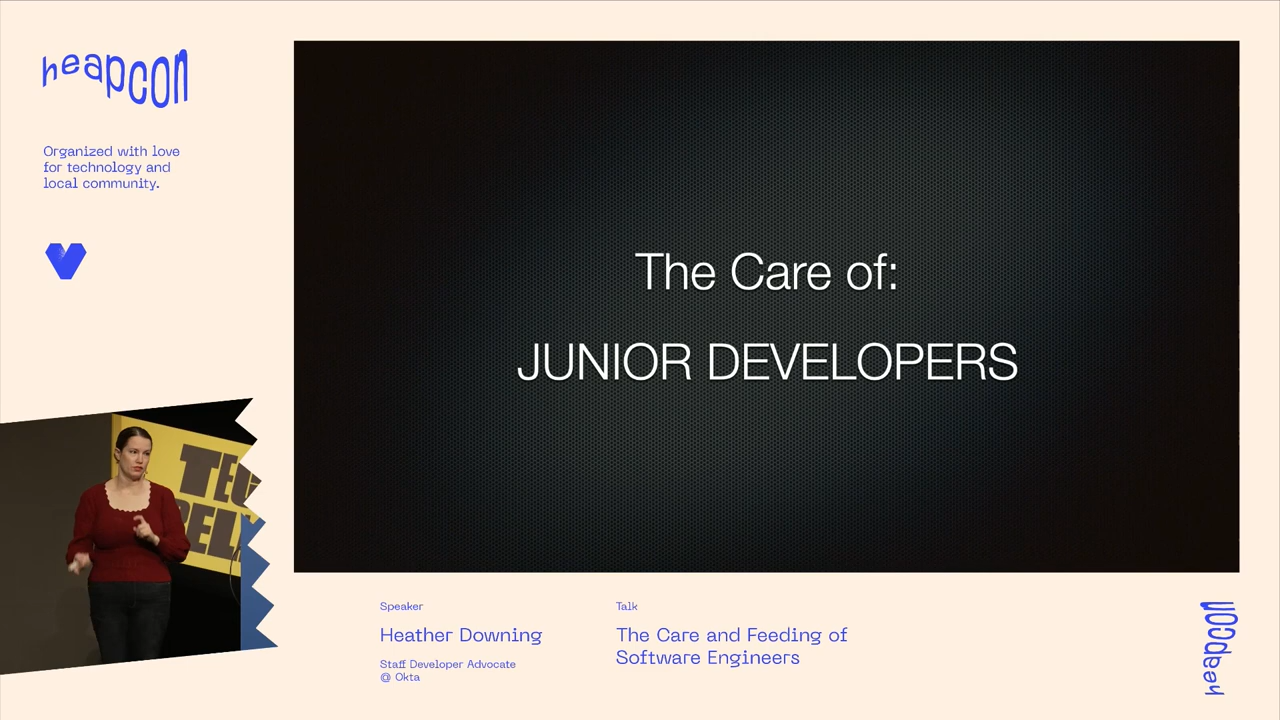 heapcon
Organized with love
for technology and
local community.
The Care of:
JUNIOR DEVELOPERS
Speaker
Heather Downing
Staff Developer Advocate
@ Okta
Talk
The Care and Feeding of
Software Engineers
heapcon